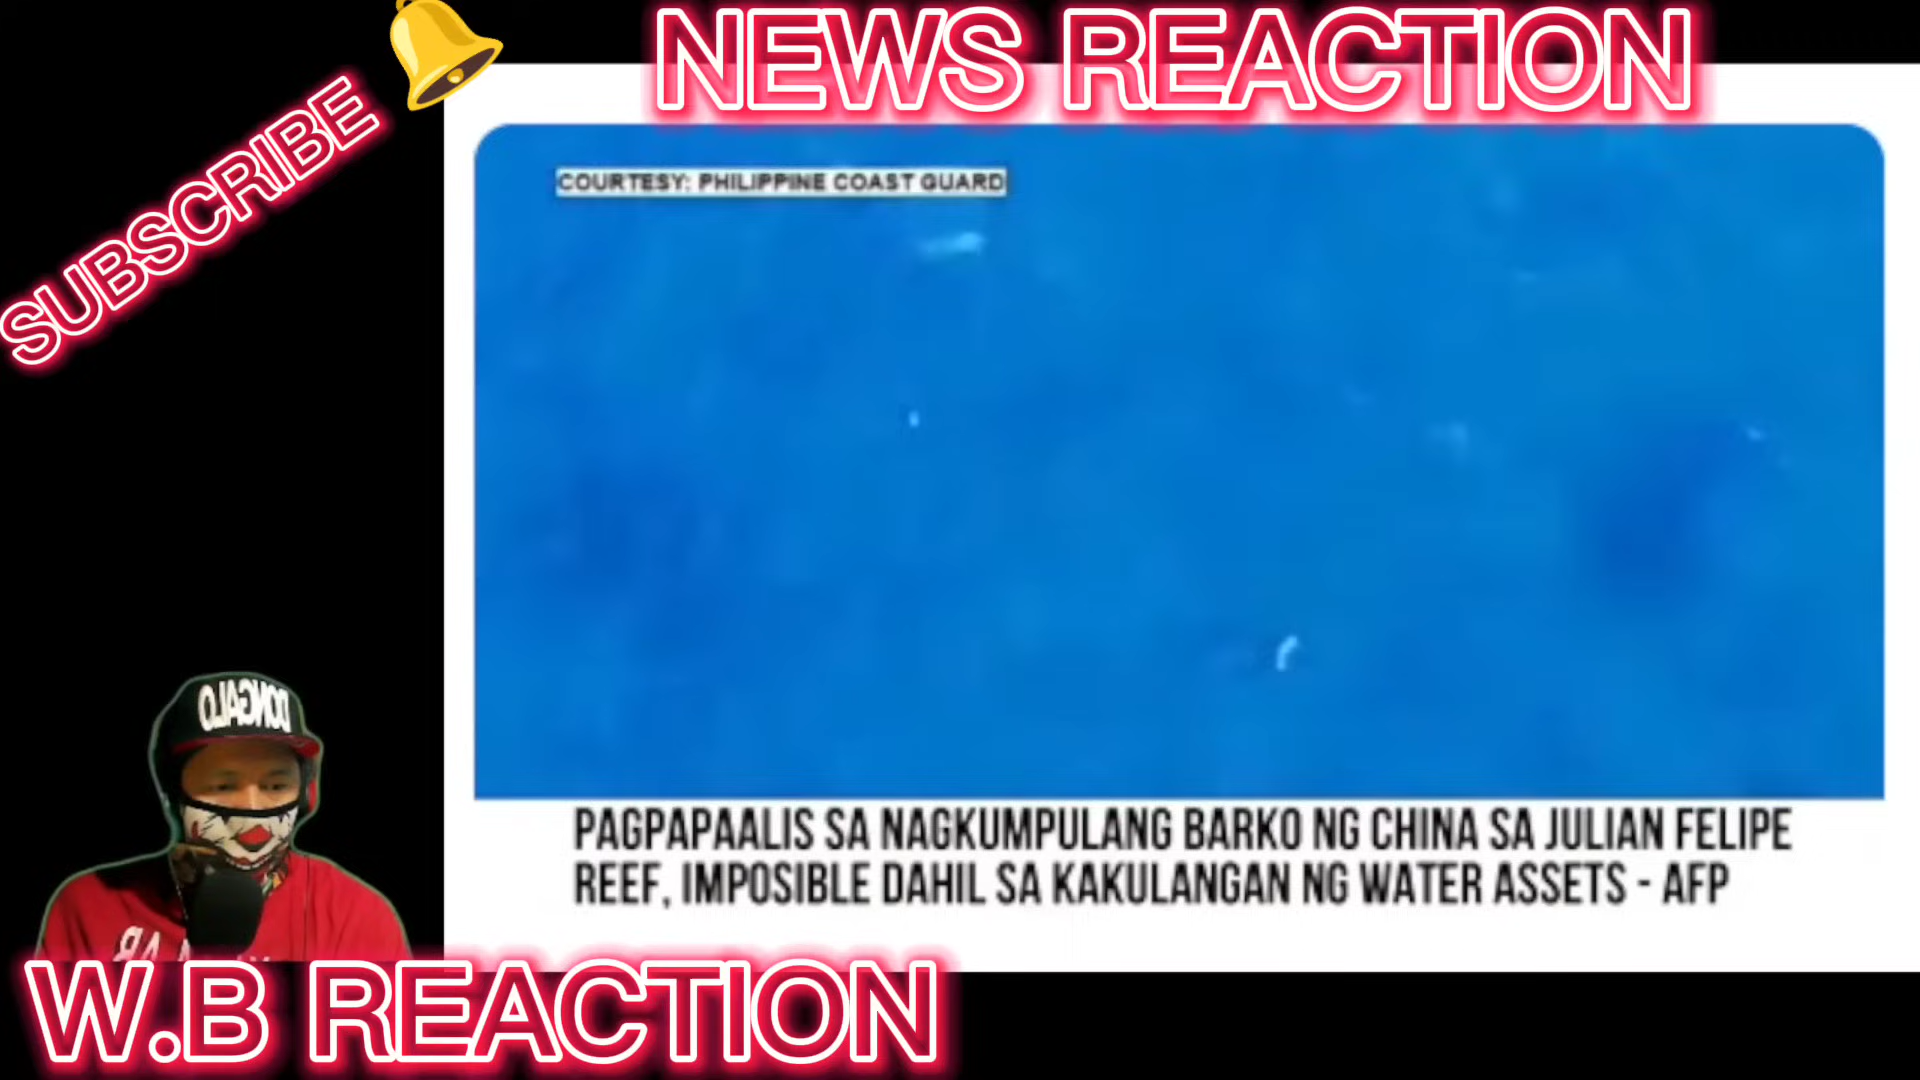 NEWS REACTION
SUBSCRIBE
COURTESY: PHILIPPINE COAST GUARD
DONGALO
PAGPAPAALIS SA NAGKUMPULANG BARKO NG CHINA SA JULIAN FELIPE
REEF, IMPOSIBLE DAHIL SA KAKULANGAN NG WATER ASSETS - AFP
W.B REACTION